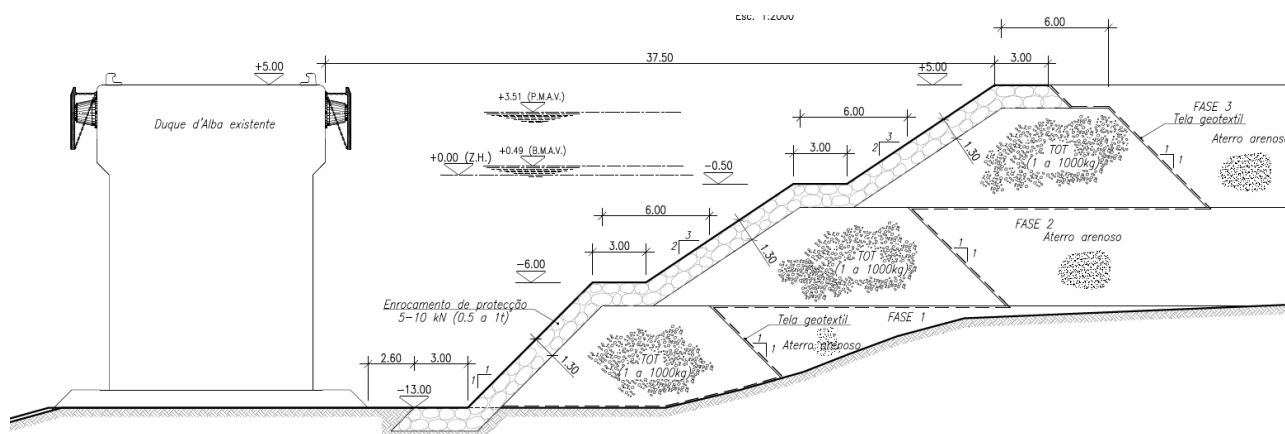 Esc. 1:2000
6.00
37.50
3.00
+5.00
+5.00
+3.51 (P.M.A.V.)
Duque d'Alba existente
FASE 3
Tela geotextil
Aterro arenoso
6.00
3
2
1.30
TOT
(1 a 1000kg)
1
1
+0.49 (B.M.A.V.)
+0.00 (Z.H.)
3.00
-0.50
6.00
3
2
1.30
TOT
(1 a 1000kg)
1
1
FASE 2
Aterro arenoso
3.00
-6.00
Enrocamento de protecção
5-10 kN (0.5 a 1t)
Tela geotextil
FASE 1
Aterro arenoso
1
1
1.30
TOT
(1 a 1000kg)
2.60
3.00
1
1
-13.00